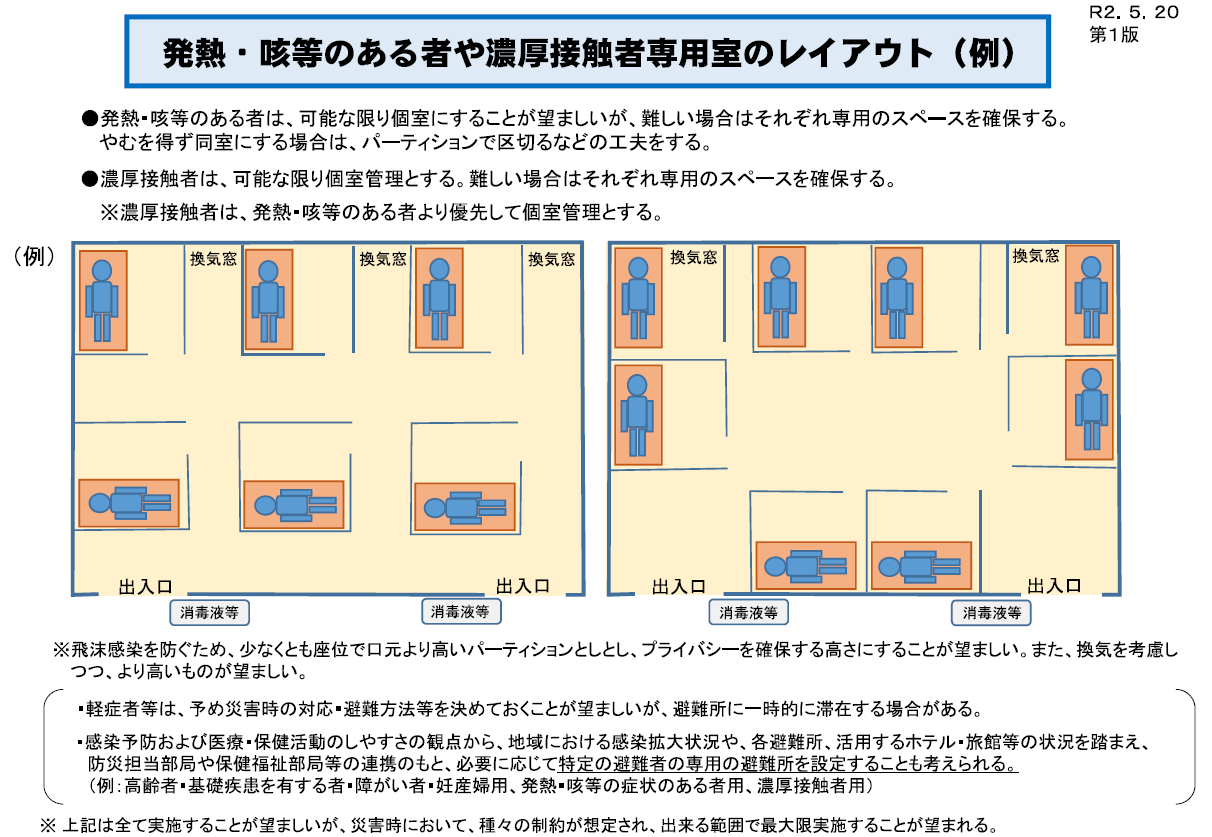 R2. 5. 20
第1版
発熱・咳等のある者や濃厚接触者専用室のレイアウト（例）
●発熱・咳等のある者は、可能な限り個室にすることが望ましいが、難しい場合はそれぞれ専用のスペースを確保する。
やむを得ず同室にする場合は、パーティションで区切るなどの工夫をする。
●濃厚接触者は、可能な限り個室管理とする。難しい場合はそれぞれ専用のスペースを確保する。
※濃厚接触者は、発熱・咳等のある者より優先して個室管理とする。
（例）
換気窓 換気窓 換気窓 換気窓 換気窓
出入口 出入口 出入口 出入口
消毒液等 消毒液等 消毒液等 消毒液等
※飛沫感染を防ぐため、少なくとも座位で口元より高いパーティションとしとし、プライバシーを確保する高さにすることが望ましい。また、換気を考慮し
つつ、より高いものが望ましい。
・軽症者等は、予め災害時の対応・避難方法等を決めておくことが望ましいが、避難所に一時的に滞在する場合がある。
・感染予防および医療・保健活動のしやすさの観点から、地域における感染拡大状況や、各避難所、活用するホテル・旅館等の状況を踏まえ、
防災担当部局や保健福祉部局等の連携のもと、必要に応じて特定の避難者の専用の避難所を設定することも考えられる。
（例：高齢者・基礎疾患を有する者・障がい者・妊産婦用、発熱・咳等の症状のある者用、濃厚接触者用）
※ 上記は全て実施することが望ましいが、災害時において、種々の制約が想定され、出来る範囲で最大限実施することが望まれる。